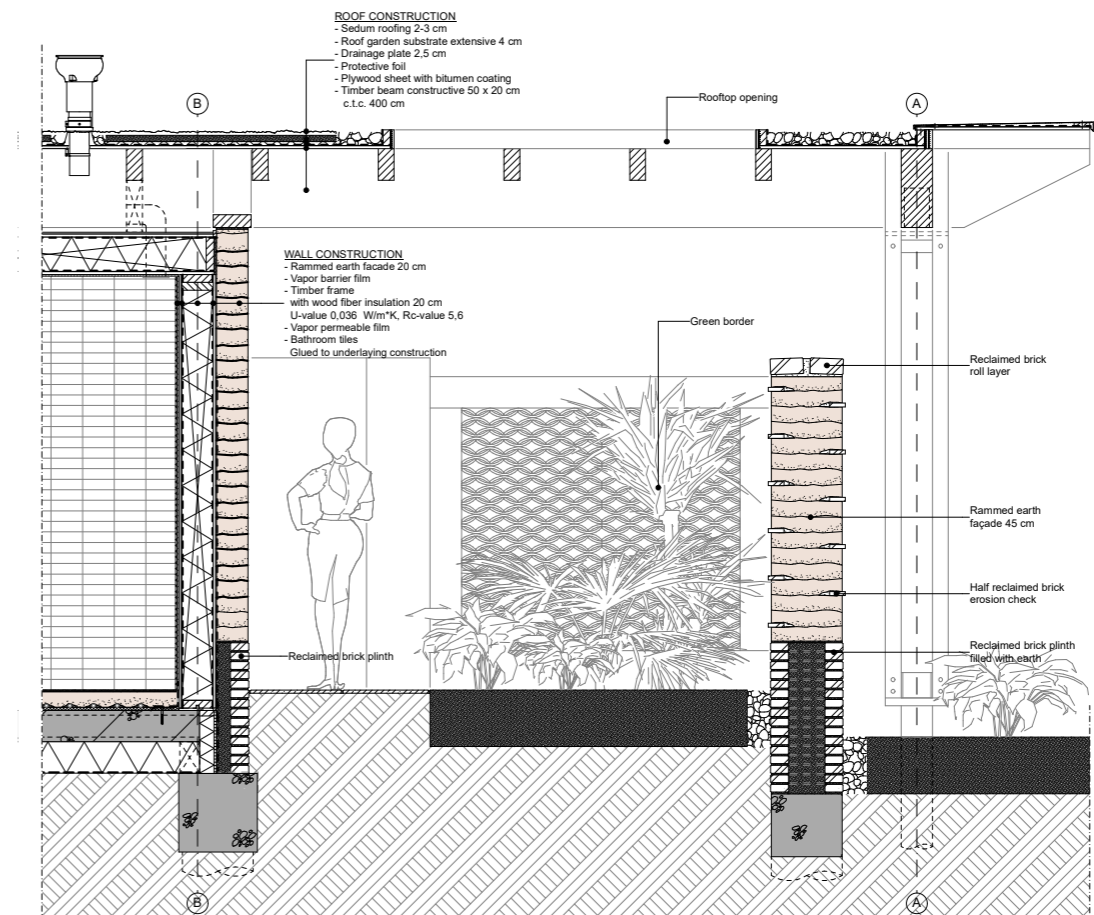 ROOF CONSTRUCTION
- Sedum roofing 2-3 cm
- Roof garden substrate extensive 4 cm
- Drainage plate 2,5 cm
- Protective foil
- Plywood sheet with bitumen coating
- Timber beam constructive 50 x 20 cm
c.t.c. 400 cm
B
Rooftop opening
A
WALL CONSTRUCTION
- Rammed earth facade 20 cm
- Vapor barrier film
- Timber frame
with wood fiber insulation 20 cm
U-value 0,036 W/m*K, Rc-value 5,6
- Vapor permeable film
- Bathroom tiles
Glued to underlaying construction
Green border
Reclaimed brick
roll layer
Rammed earth
façade 45 cm
Half reclaimed brick
erosion check
Reclaimed brick plinth
Reclaimed brick plinth
filled with earth
B
A